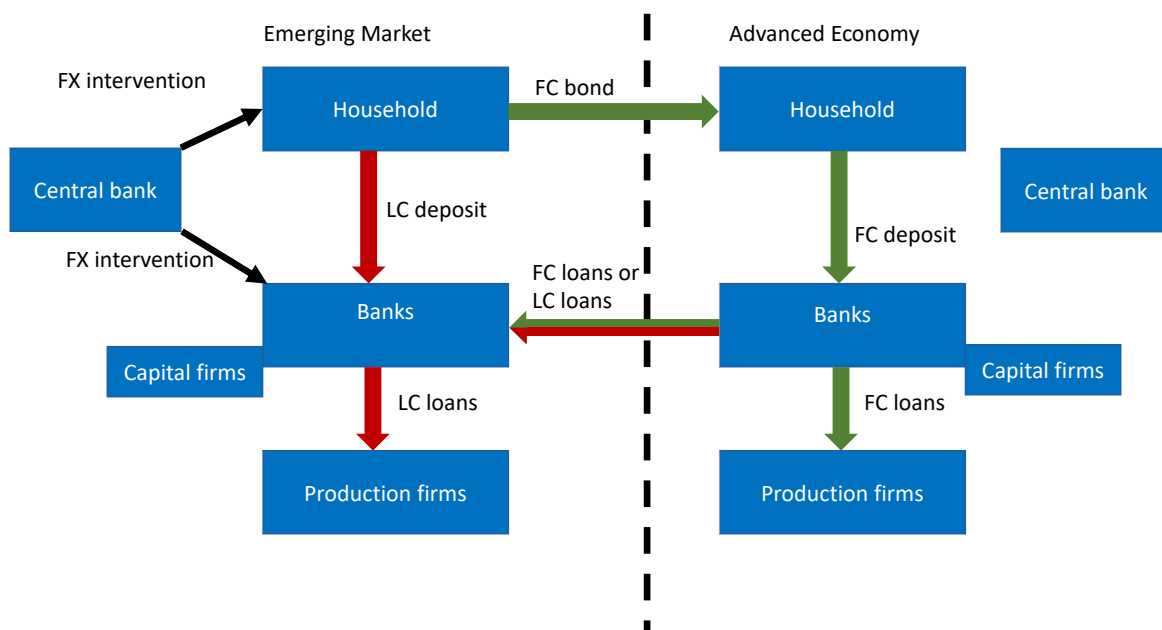 Emerging Market
Advanced Economy
FX intervention
Household
FC bond
Household
Central bank
Central bank
LC deposit
FC deposit
FX intervention
FC loans or
LC loans
Banks
Banks
Capital firms
Capital firms
LC loans
FC loans
Production firms
Production firms